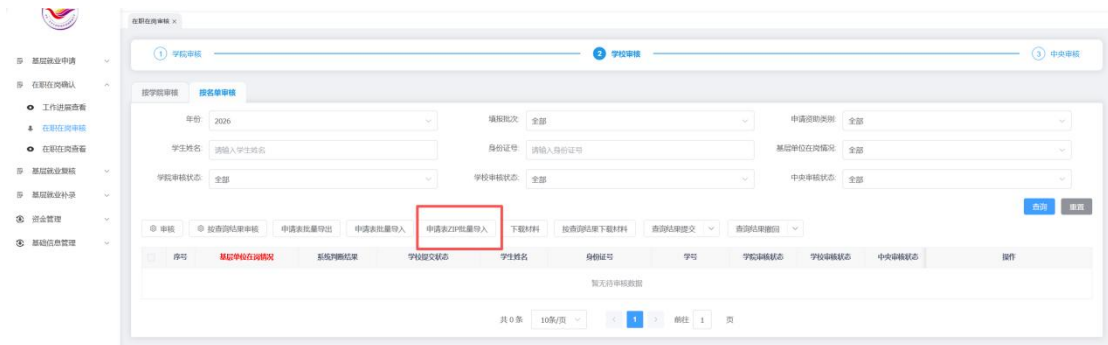 在职在岗审核 ×
1 学院审核 2 学校审核 3 中央审核
基层就业申请
在职在岗确认
工作进展查看
在职在岗审核
在职在岗查看
基层就业复核
基层就业补录
资金管理
基础信息管理
按学院审核 按名单审核
年份: 2026 填报批次: 全部 申请资助类别: 全部
学生姓名: 请输入学生姓名 身份证号: 请输入身份证号 基层单位在岗情况: 全部
学院审核状态: 全部 学校审核状态: 全部 中央审核状态: 全部
查询 重置
审核 按查询结果审核 申请表批量导出 申请表批量导入 申请表ZIP批量导入 下载材料 按查询结果下载材料 查询结果提交 查询结果撤回
序号 基层单位在岗情况 系统判断结果 学校提交状态 学生姓名 身份证号 学号 学院审核状态 学校审核状态 中央审核状态 操作
暂无待审核数据
共 0 条 10条/页 1 前往 1 页